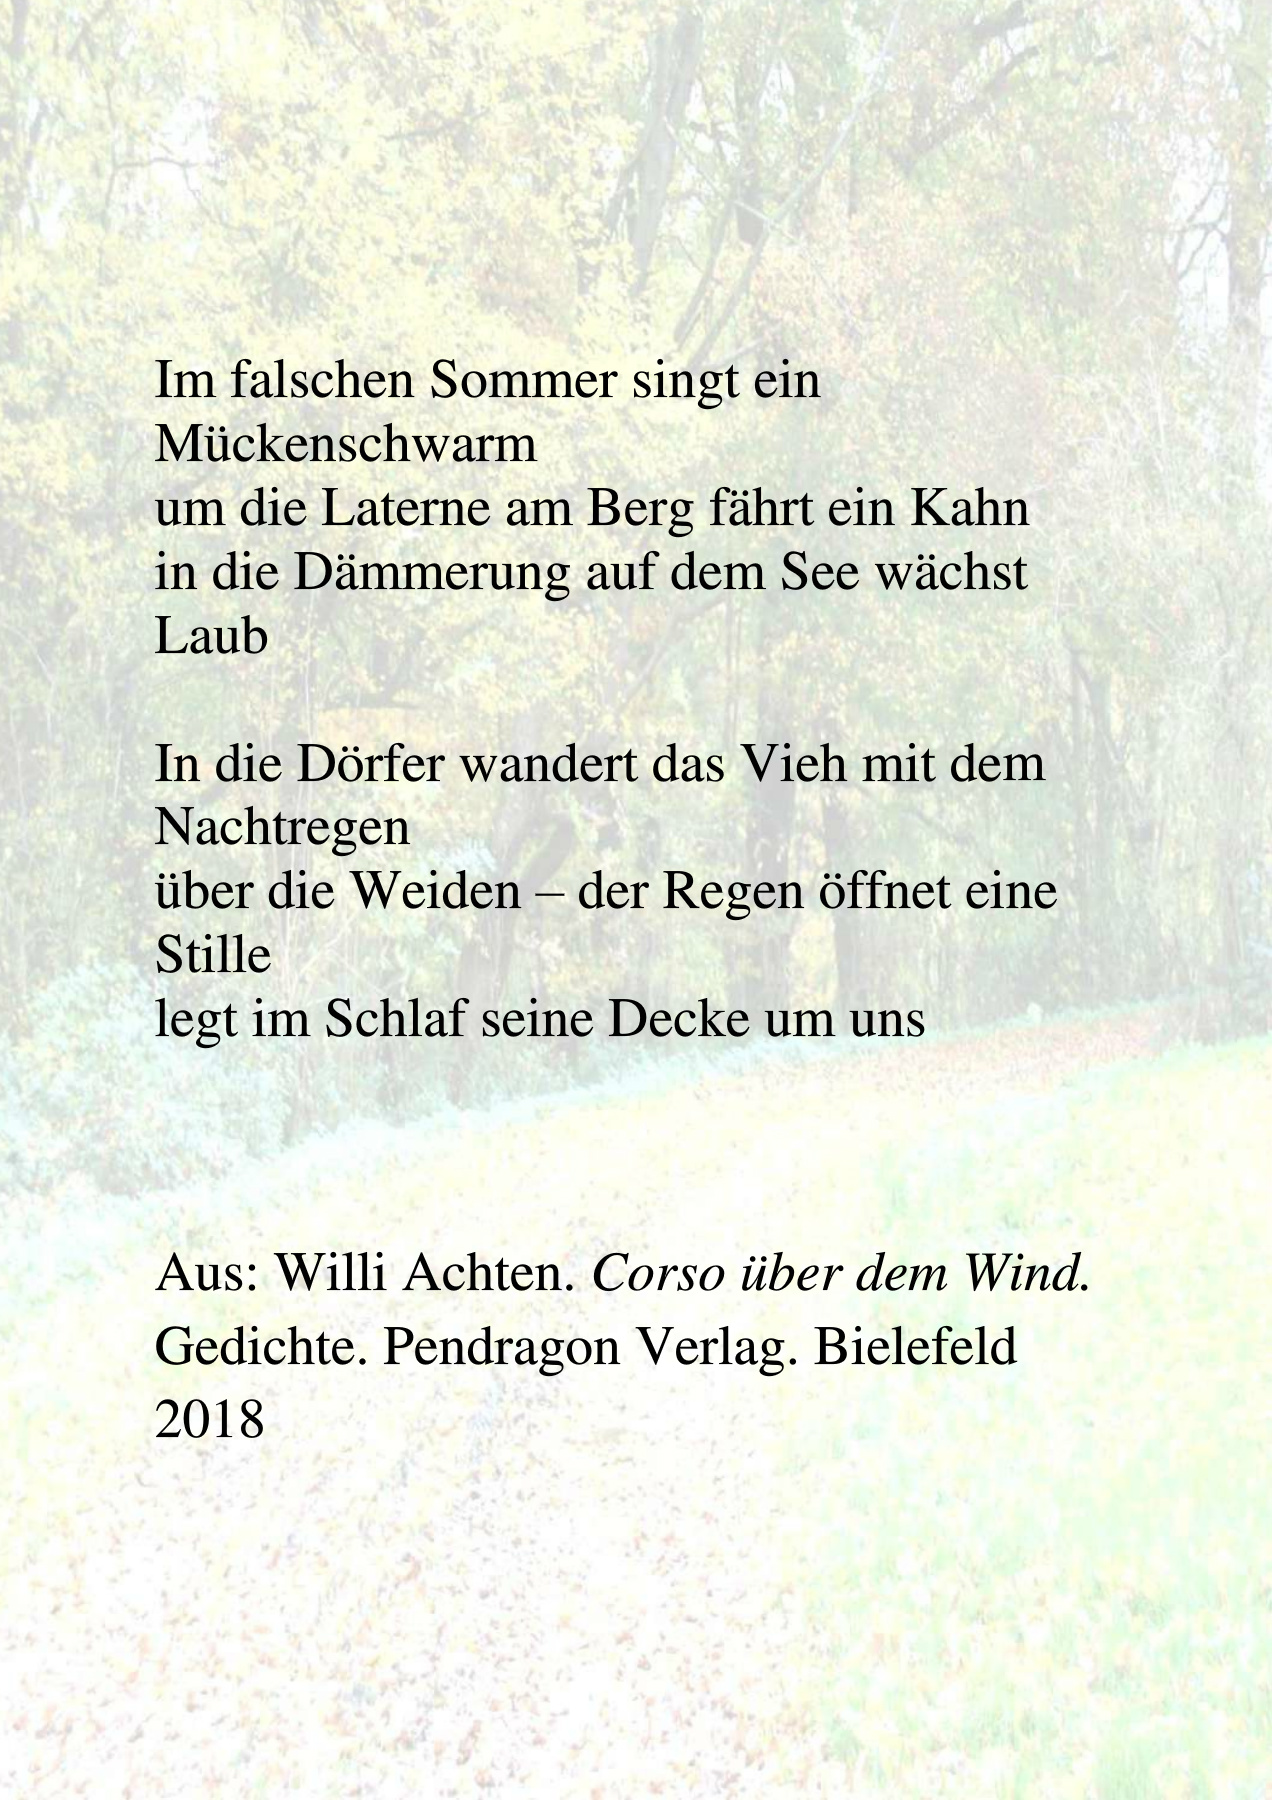 Im falschen Sommer singt ein
Mückenschwarm
um die Laterne am Berg fährt ein Kahn
in die Dämmerung auf dem See wächst
Laub
In die Dörfer wandert das Vieh mit dem
Nachtregen
über die Weiden – der Regen öffnet eine
Stille
legt im Schlaf seine Decke um uns
Aus: Willi Achten. Corso über dem Wind.
Gedichte. Pendragon Verlag. Bielefeld
2018